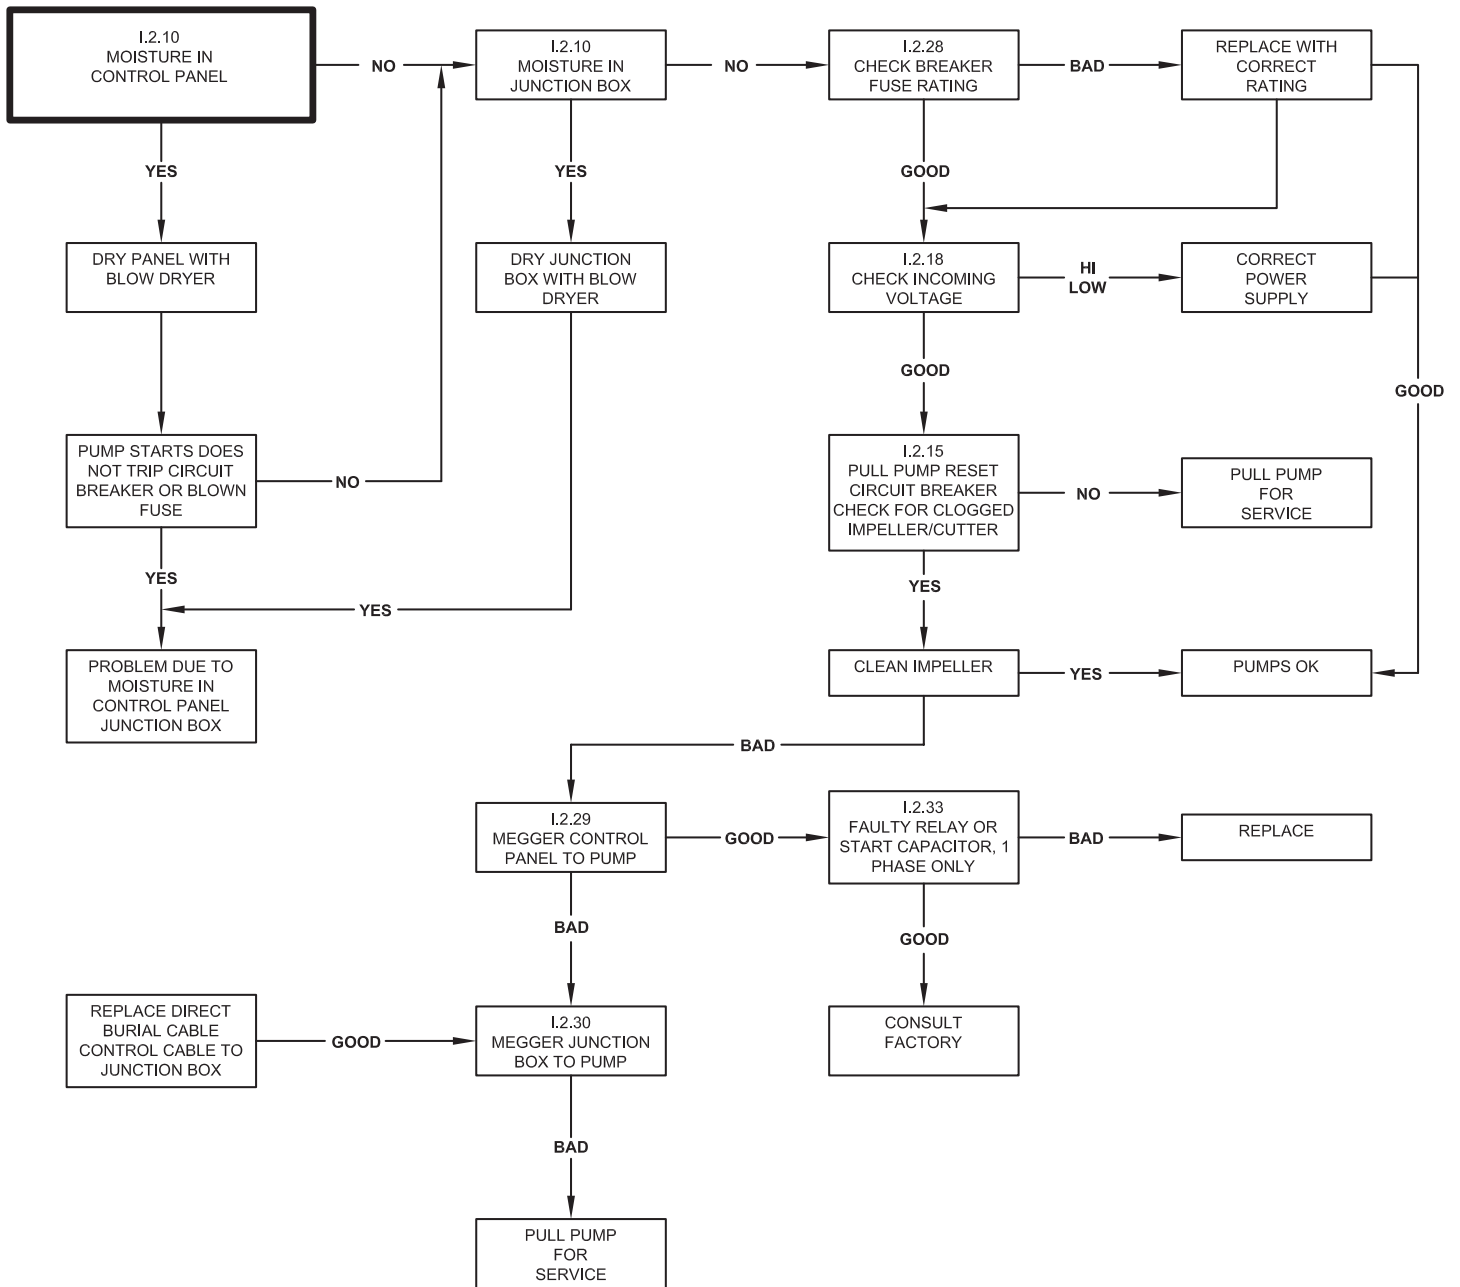 I.2.10
MOISTURE IN
CONTROL PANEL
NO
I.2.10
MOISTURE IN
JUNCTION BOX
NO
I.2.28
CHECK BREAKER
FUSE RATING
BAD
REPLACE WITH
CORRECT
RATING
YES
YES
GOOD
DRY PANEL WITH
BLOW DRYER
DRY JUNCTION
BOX WITH BLOW
DRYER
I.2.18
CHECK INCOMING
VOLTAGE
HI
LOW
CORRECT
POWER
SUPPLY
GOOD
GOOD
PUMP STARTS DOES
NOT TRIP CIRCUIT
BREAKER OR BLOWN
FUSE
NO
I.2.15
PULL PUMP RESET
CIRCUIT BREAKER
CHECK FOR CLOGGED
IMPELLER/CUTTER
NO
PULL PUMP
FOR
SERVICE
YES
YES
YES
PROBLEM DUE TO
MOISTURE IN
CONTROL PANEL
JUNCTION BOX
CLEAN IMPELLER
YES
PUMPS OK
BAD
I.2.29
MEGGER CONTROL
PANEL TO PUMP
GOOD
I.2.33
FAULTY RELAY OR
START CAPACITOR, 1
PHASE ONLY
BAD
REPLACE
BAD
GOOD
REPLACE DIRECT
BURIAL CABLE
CONTROL CABLE TO
JUNCTION BOX
GOOD
I.2.30
MEGGER JUNCTION
BOX TO PUMP
CONSULT
FACTORY
BAD
PULL PUMP
FOR
SERVICE